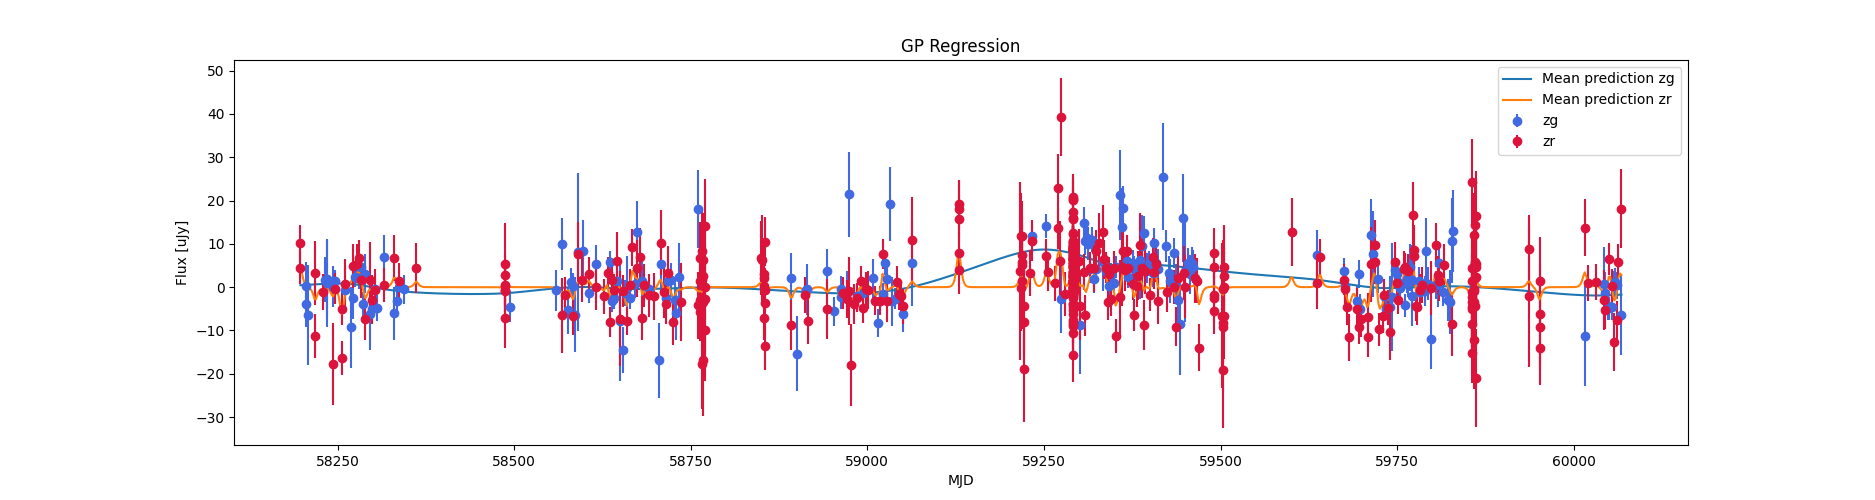 GP Regression
50
40
30
20
10
0
−10
−20
−30
Flux [uJy]
58250
58500
58750
59000
59250
59500
59750
60000
MJD
Mean prediction zg
Mean prediction zr
zg
zr